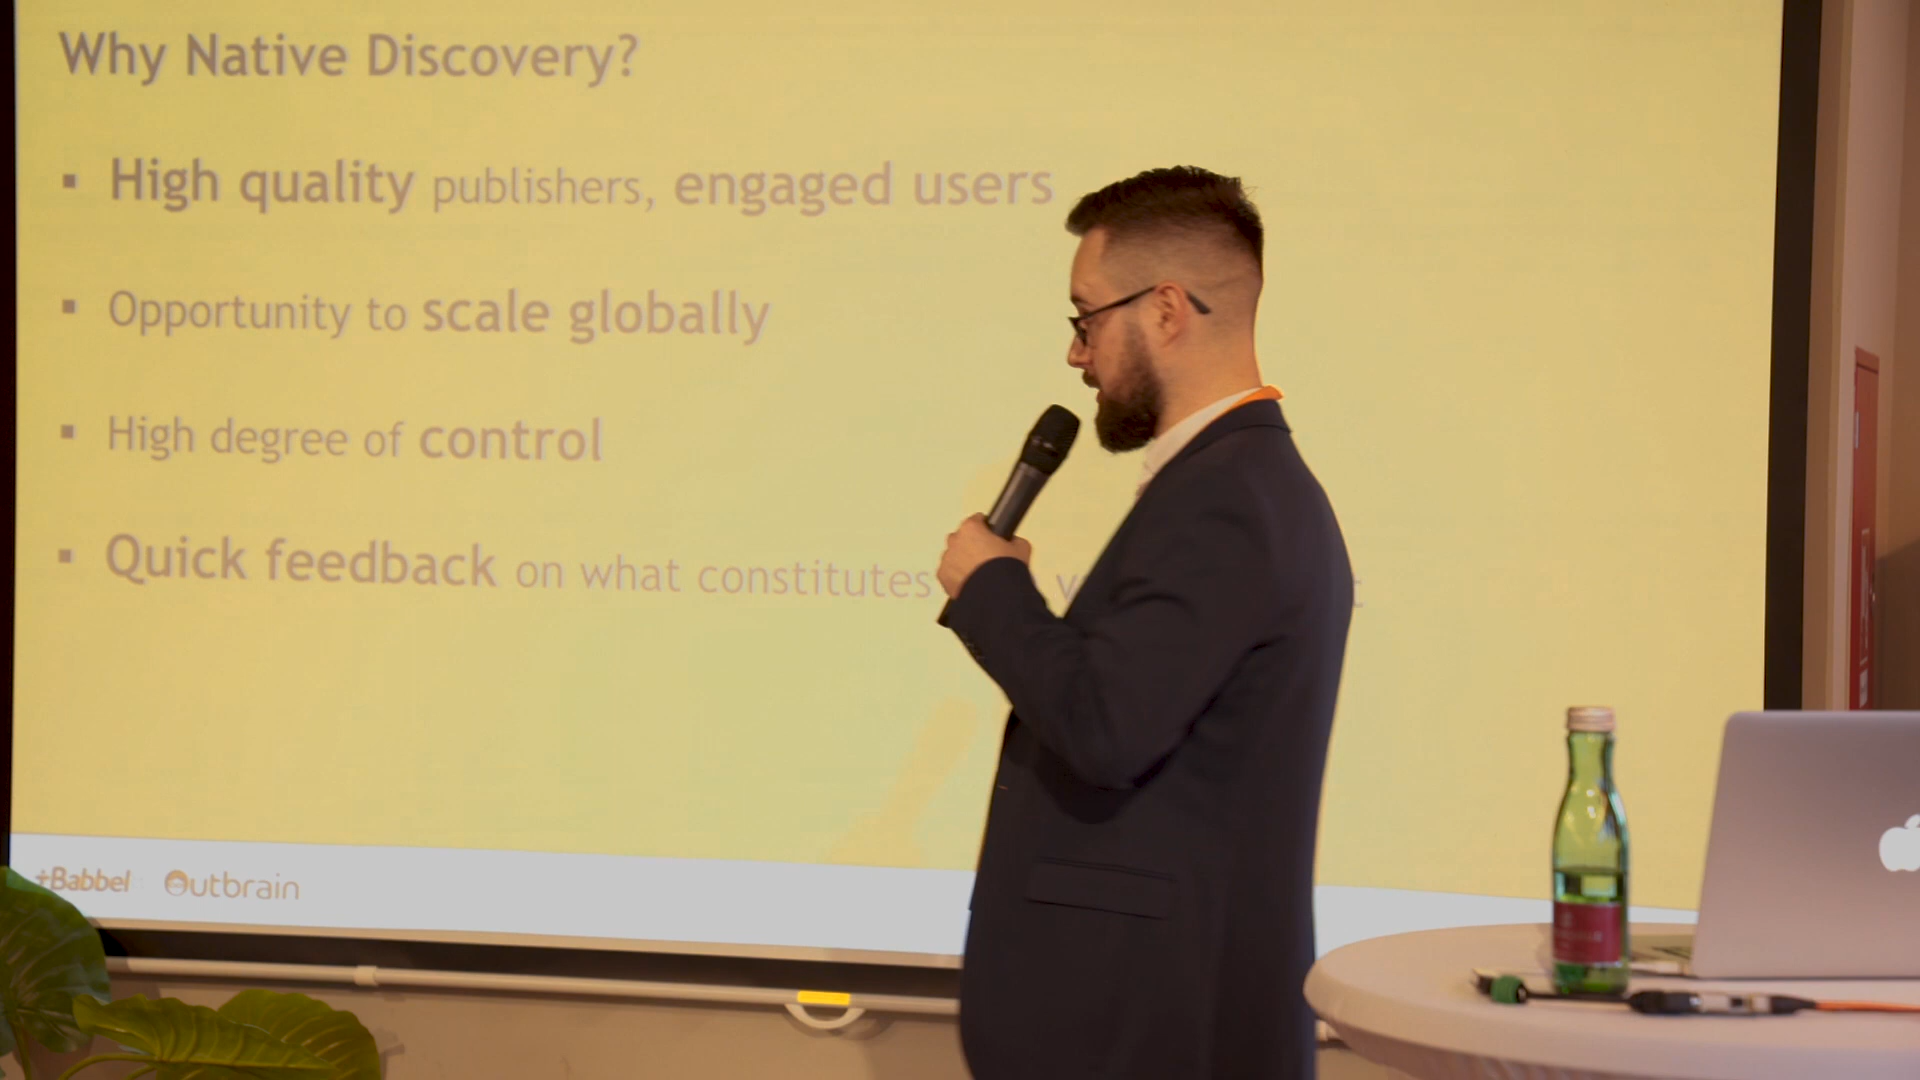 Why Native Discovery?
▪ High quality publishers, engaged users
▪ Opportunity to scale globally
▪ High degree of control
▪ Quick feedback on what constitutes
+Babbel Outbrain